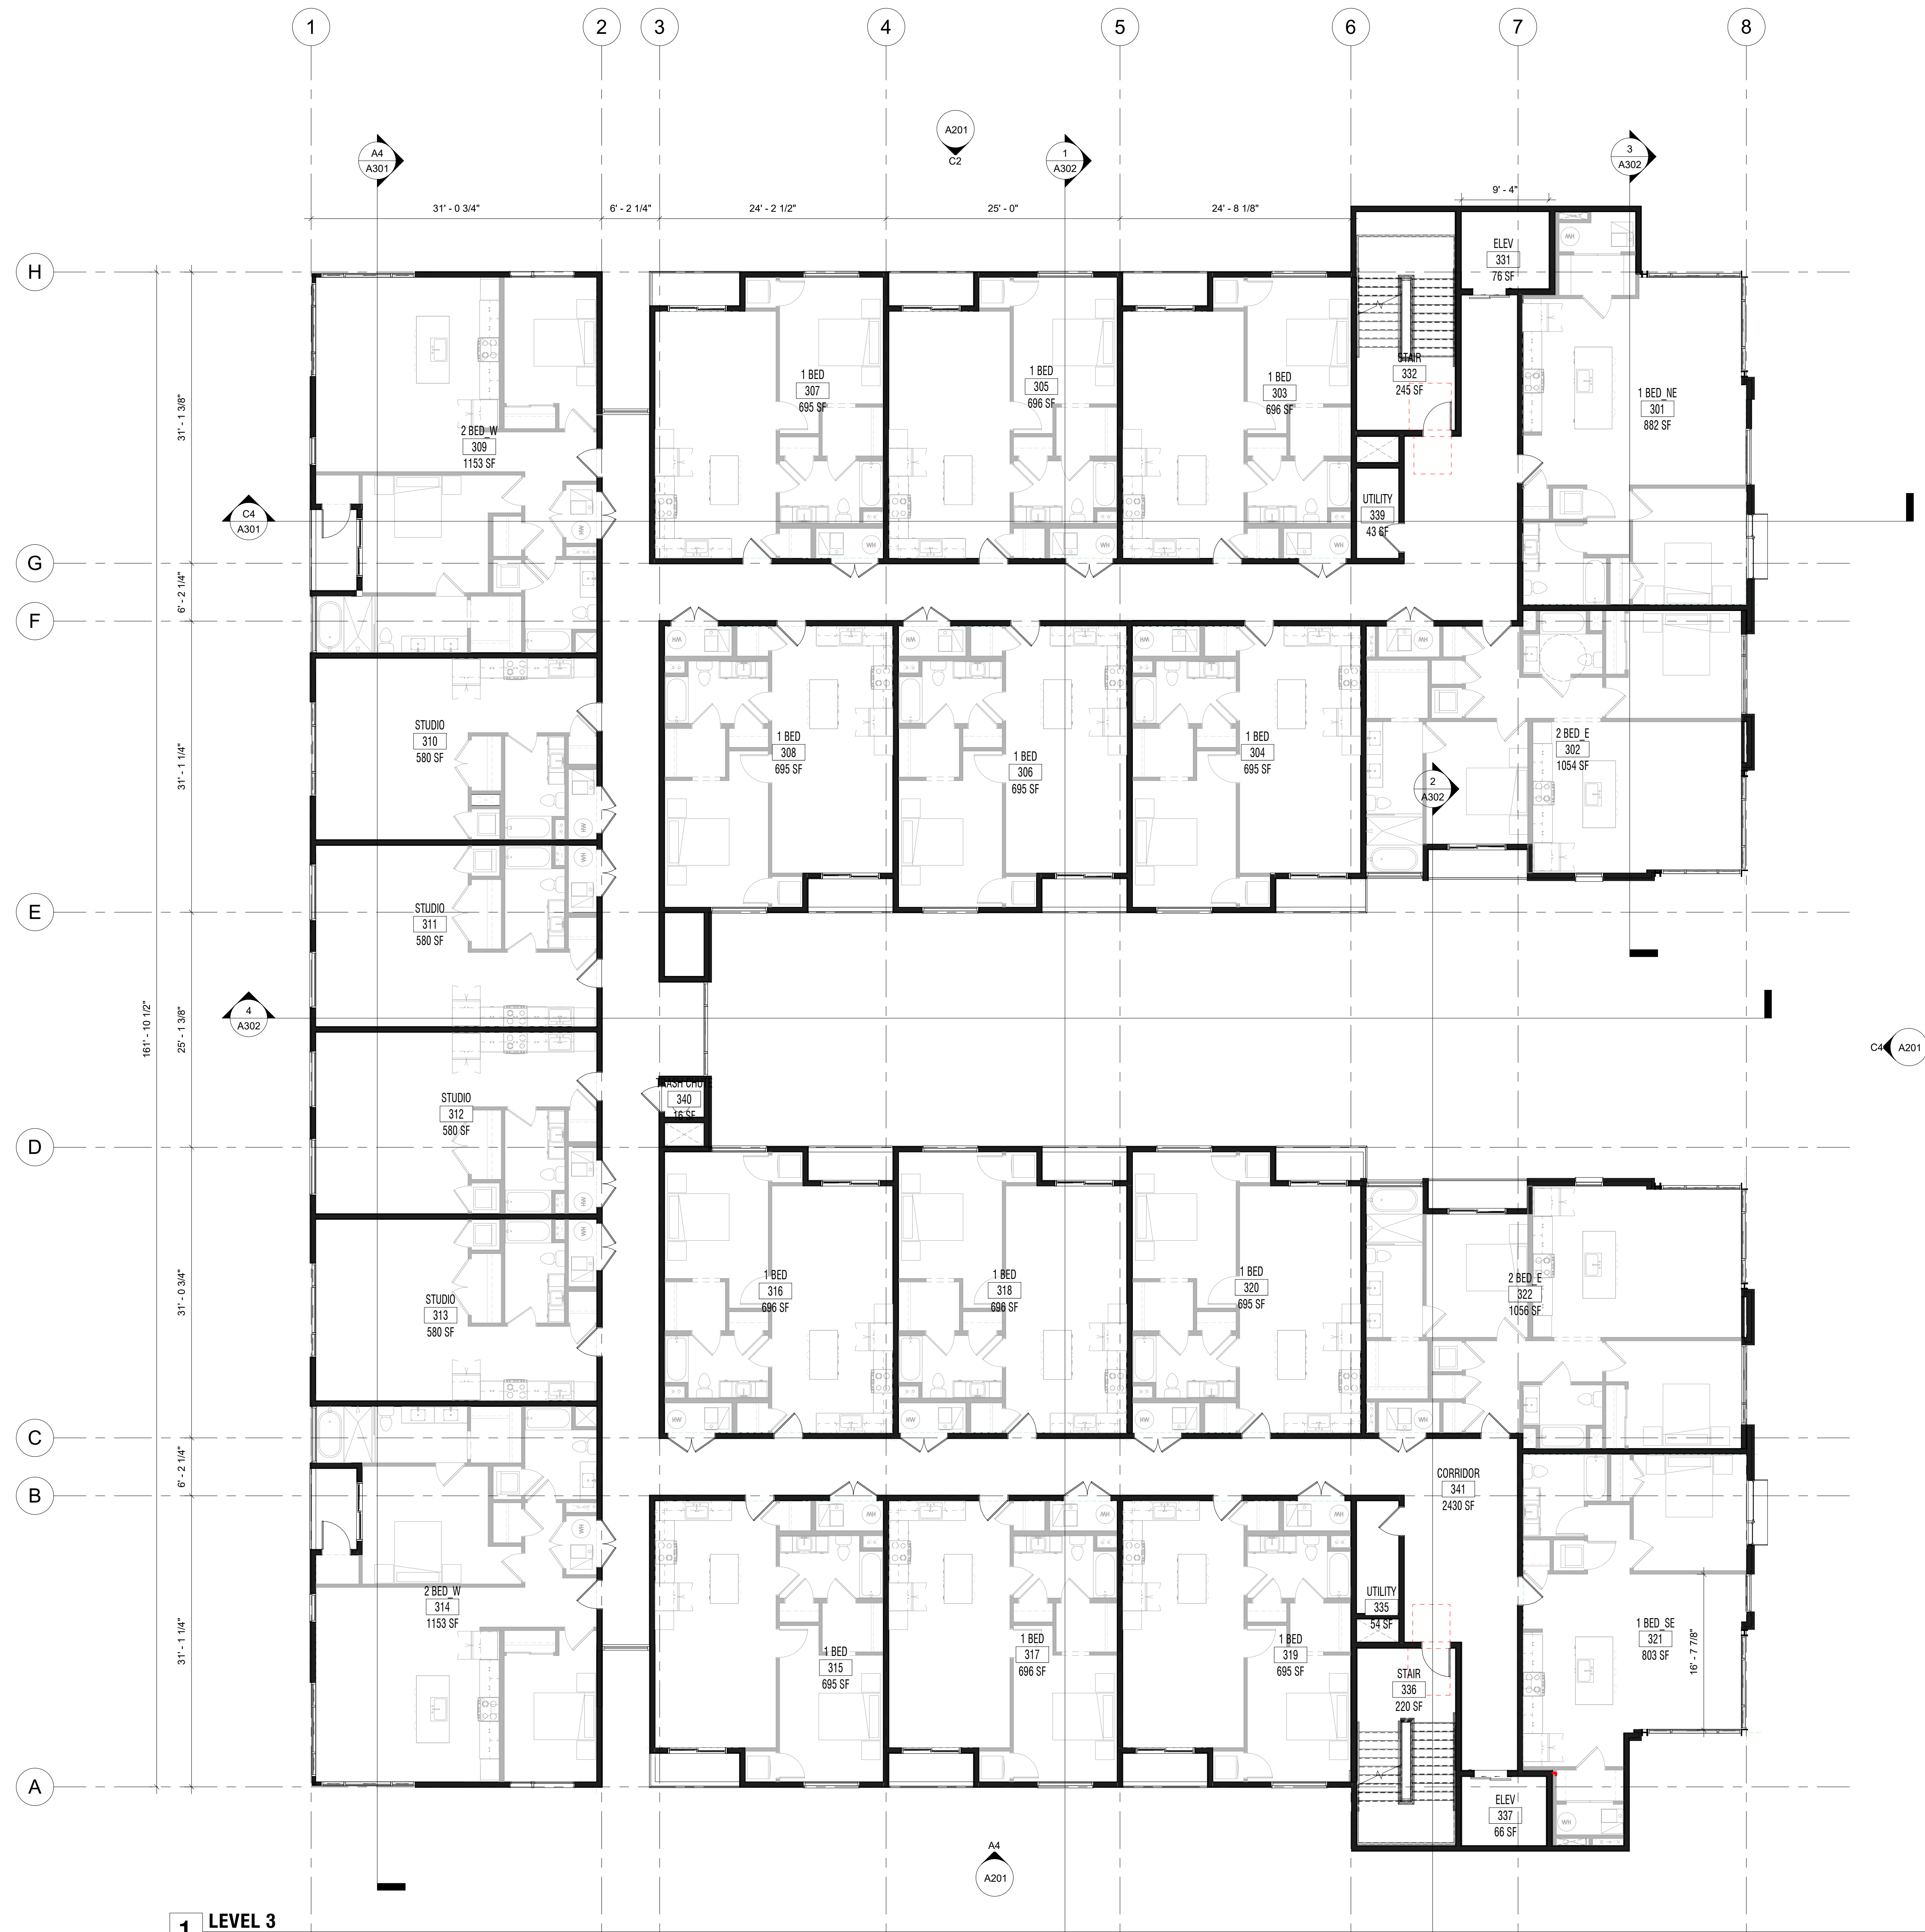 1
2
3
4
5
6
7
8
A201
C2
A4
A301
1
A302
3
A302
31' - 0 3/4"
6' - 2 1/4"
24' - 2 1/2"
25' - 0"
24' - 8 1/8"
9' - 4"
H
G
F
E
D
C
B
A
31' - 1 3/8"
6' - 2 1/4"
31' - 1 1/4"
25' - 1 3/8"
161' - 10 1/2"
31' - 0 3/4"
6' - 2 1/4"
31' - 1 1/4"
ELEV
331
76 SF
STAIR
332
245 SF
1 BED_NE
301
882 SF
1 BED
307
695 SF
1 BED
305
696 SF
1 BED
303
696 SF
2 BED_W
309
1153 SF
UTILITY
339
43 SF
C4
A301
STUDIO
310
580 SF
1 BED
308
695 SF
1 BED
306
695 SF
1 BED
304
695 SF
2 BED_E
302
1054 SF
2
A302
STUDIO
311
580 SF
4
A302
C4
A201
STUDIO
312
580 SF
340
16 SF
STUDIO
313
580 SF
1 BED
316
696 SF
1 BED
318
696 SF
1 BED
320
695 SF
2 BED_E
322
1056 SF
CORRIDOR
341
2430 SF
2 BED_W
314
1153 SF
1 BED
315
695 SF
1 BED
317
696 SF
1 BED
319
695 SF
UTILITY
335
54 SF
STAIR
336
220 SF
1 BED_SE
321
803 SF
16' - 7 7/8"
ELEV
337
66 SF
WH
HW
A4
A201
1
LEVEL 3